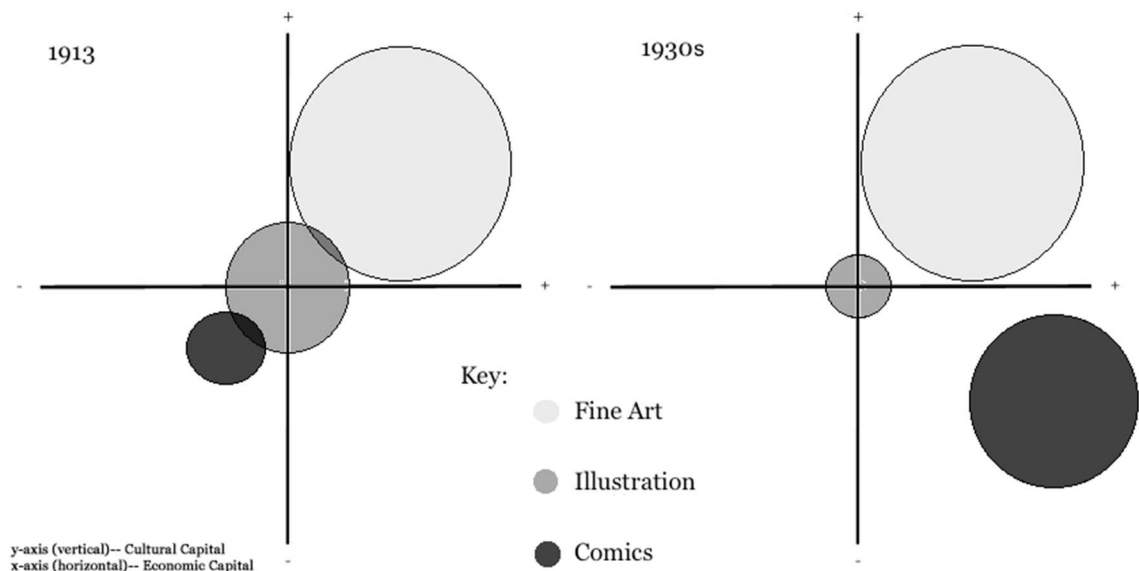 1913
1930s
+
+
-
+
-
+
Key:
Fine Art
Illustration
Comics
-
-
y-axis (vertical)-- Cultural Capital
x-axis (horizontal)-- Economic Capital